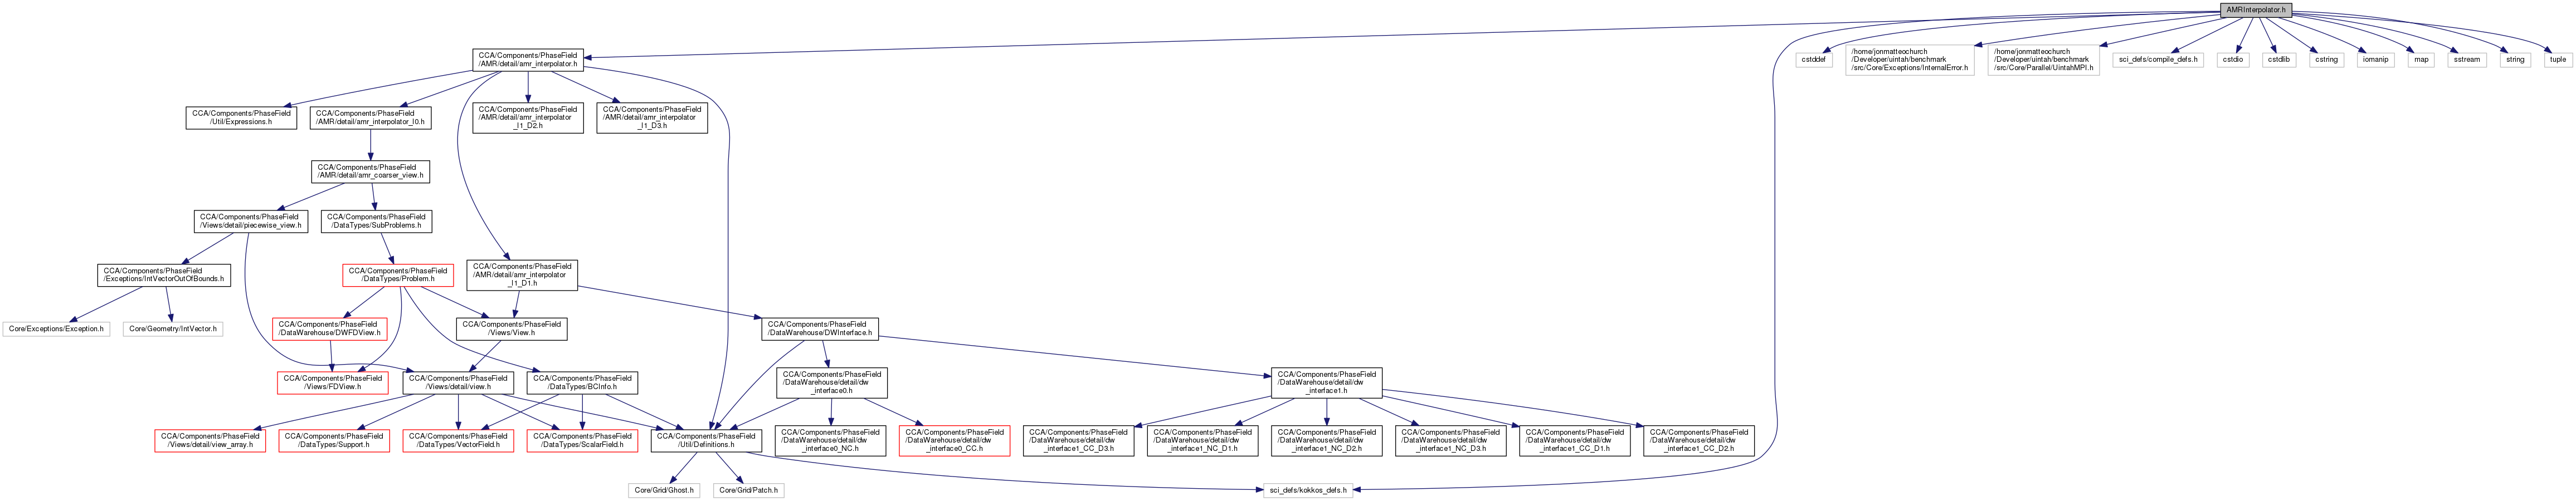 AMRInterpolator.h
CCA/Components/PhaseField
/AMR/detail/amr_interpolator.h
cstddef
/home/jonmatteochurch
/Developer/uintah/benchmark
/src/Core/Exceptions/InternalError.h
/home/jonmatteochurch
/Developer/uintah/benchmark
/src/Core/Parallel/UintahMPI.h
sci_defs/compile_defs.h
cstdio
cstdlib
cstring
iomanip
map
sstream
string
tuple
CCA/Components/PhaseField
/Util/Expressions.h
CCA/Components/PhaseField
/AMR/detail/amr_interpolator_I0.h
CCA/Components/PhaseField
/AMR/detail/amr_interpolator
_I1_D2.h
CCA/Components/PhaseField
/AMR/detail/amr_interpolator
_I1_D3.h
CCA/Components/PhaseField
/AMR/detail/amr_coarser_view.h
CCA/Components/PhaseField
/Views/detail/piecewise_view.h
CCA/Components/PhaseField
/DataTypes/SubProblems.h
CCA/Components/PhaseField
/Exceptions/IntVectorOutOfBounds.h
CCA/Components/PhaseField
/DataTypes/Problem.h
CCA/Components/PhaseField
/AMR/detail/amr_interpolator
_I1_D1.h
Core/Exceptions/Exception.h
Core/Geometry/IntVector.h
CCA/Components/PhaseField
/DataWarehouse/DWFDView.h
CCA/Components/PhaseField
/Views/View.h
CCA/Components/PhaseField
/DataWarehouse/DWInterface.h
CCA/Components/PhaseField
/Views/FDView.h
CCA/Components/PhaseField
/Views/detail/view.h
CCA/Components/PhaseField
/DataTypes/BCInfo.h
CCA/Components/PhaseField
/DataWarehouse/detail/dw
_interface0.h
CCA/Components/PhaseField
/DataWarehouse/detail/dw
_interface1.h
CCA/Components/PhaseField
/Views/detail/view_array.h
CCA/Components/PhaseField
/DataTypes/Support.h
CCA/Components/PhaseField
/DataTypes/VectorField.h
CCA/Components/PhaseField
/DataTypes/ScalarField.h
CCA/Components/PhaseField
/Util/Definitions.h
CCA/Components/PhaseField
/DataWarehouse/detail/dw
_interface0_NC.h
CCA/Components/PhaseField
/DataWarehouse/detail/dw
_interface0_CC.h
CCA/Components/PhaseField
/DataWarehouse/detail/dw
_interface1_CC_D3.h
CCA/Components/PhaseField
/DataWarehouse/detail/dw
_interface1_NC_D1.h
CCA/Components/PhaseField
/DataWarehouse/detail/dw
_interface1_NC_D2.h
CCA/Components/PhaseField
/DataWarehouse/detail/dw
_interface1_NC_D3.h
CCA/Components/PhaseField
/DataWarehouse/detail/dw
_interface1_CC_D1.h
CCA/Components/PhaseField
/DataWarehouse/detail/dw
_interface1_CC_D2.h
Core/Grid/Ghost.h
Core/Grid/Patch.h
sci_defs/kokkos_defs.h